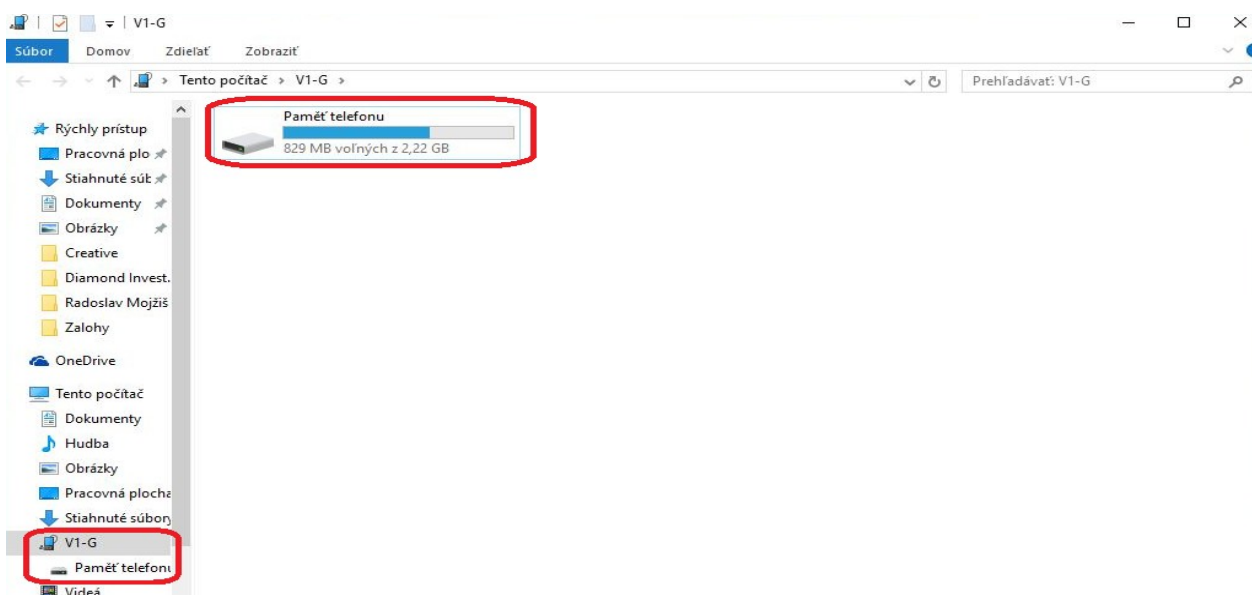 V1-G
Súbor Domov Zdieľať Zobraziť
Tento počítač > V1-G >
Prehľadávať: V1-G
Rýchly prístup
Pracovná plo
Stiahnuté súb
Dokumenty
Obrázky
Creative
Diamond Invest.
Radoslav Mojžiš
Zalohy
OneDrive
Tento počítač
Dokumenty
Hudba
Obrázky
Pracovná plocha
Stiahnuté súbory
V1-G
Paměť telefonu
Videá
Paměť telefonu
829 MB voľných z 2,22 GB